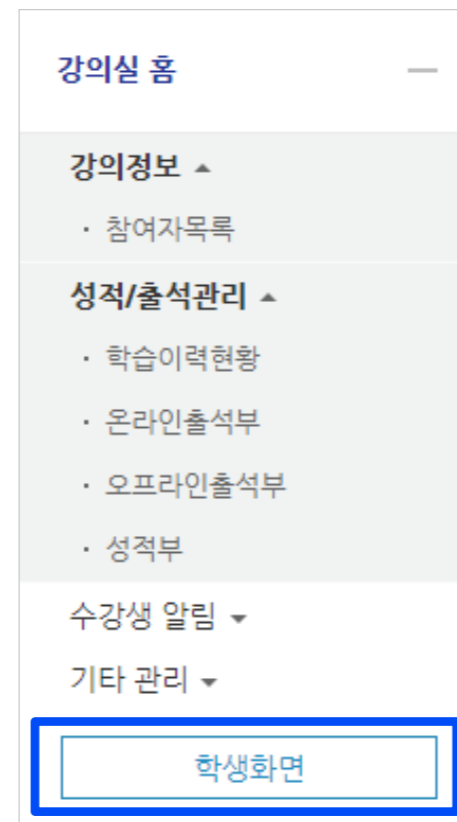 강의실 홈
강의정보
· 참여자목록
성적/출석관리
· 학습이력현황
· 온라인출석부
· 오프라인출석부
· 성적부
수강생 알림
기타 관리
학생화면